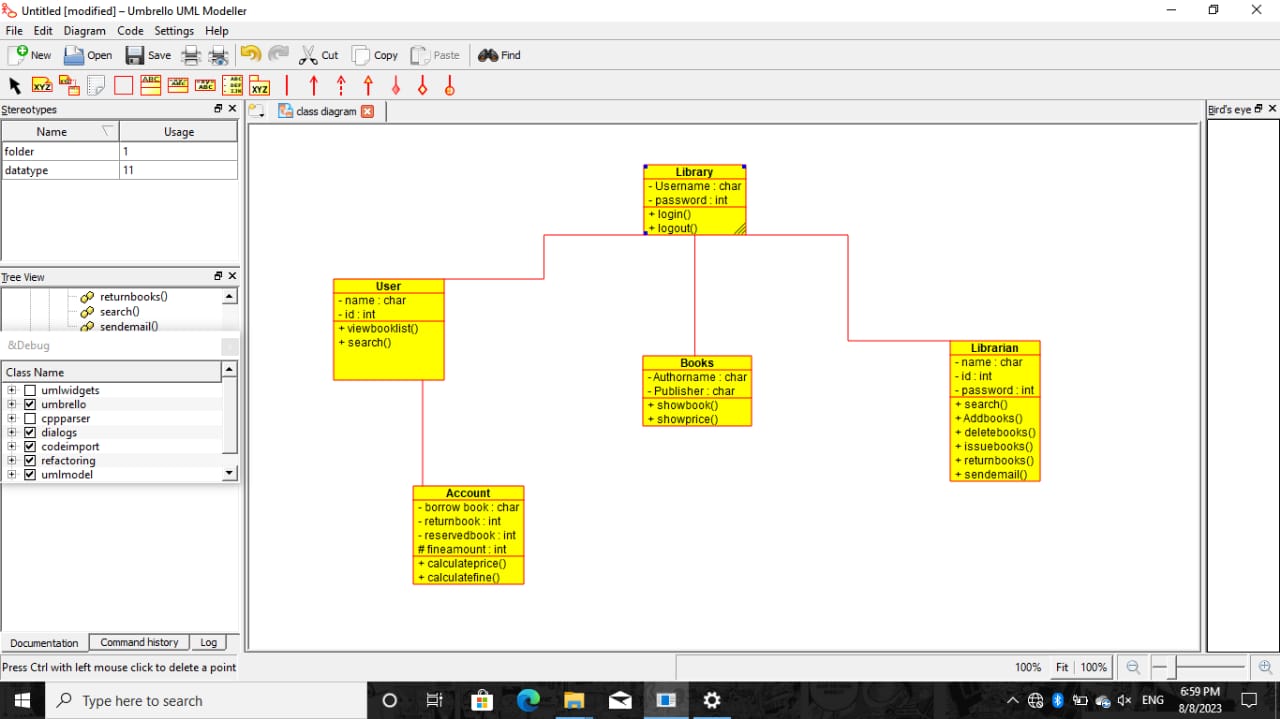 Untitled [modified] – Umbrello UML Modeller
File Edit Diagram Code Settings Help
New Open Save Cut Copy Paste Find
Stereotypes
Name Usage
folder 1
datatype 11
Tree View
returnbooks()
search()
sendemail()
&Debug
Class Name
umlwidgets
umbrello
cppparser
dialogs
codeimport
refactoring
umlmodel
Documentation Command history Log
class diagram
Bird's eye
Library
- Username : char
- password : int
+ login()
+ logout()
User
- name : char
- id : int
+ viewbooklist()
+ search()
Books
- Authorname : char
- Publisher : char
+ showbook()
+ showprice()
Librarian
- name : char
- id : int
- password : int
+ search()
+ Addbooks()
+ deletebooks()
+ issuebooks()
+ returnbooks()
+ sendemail()
Account
- borrow book : char
- returnbook : int
- reservedbook : int
# fineamount : int
+ calculateprice()
+ calculatefine()
Press Ctrl with left mouse click to delete a point
100% Fit 100%
Type here to search
ENG
6:59 PM
8/8/2023